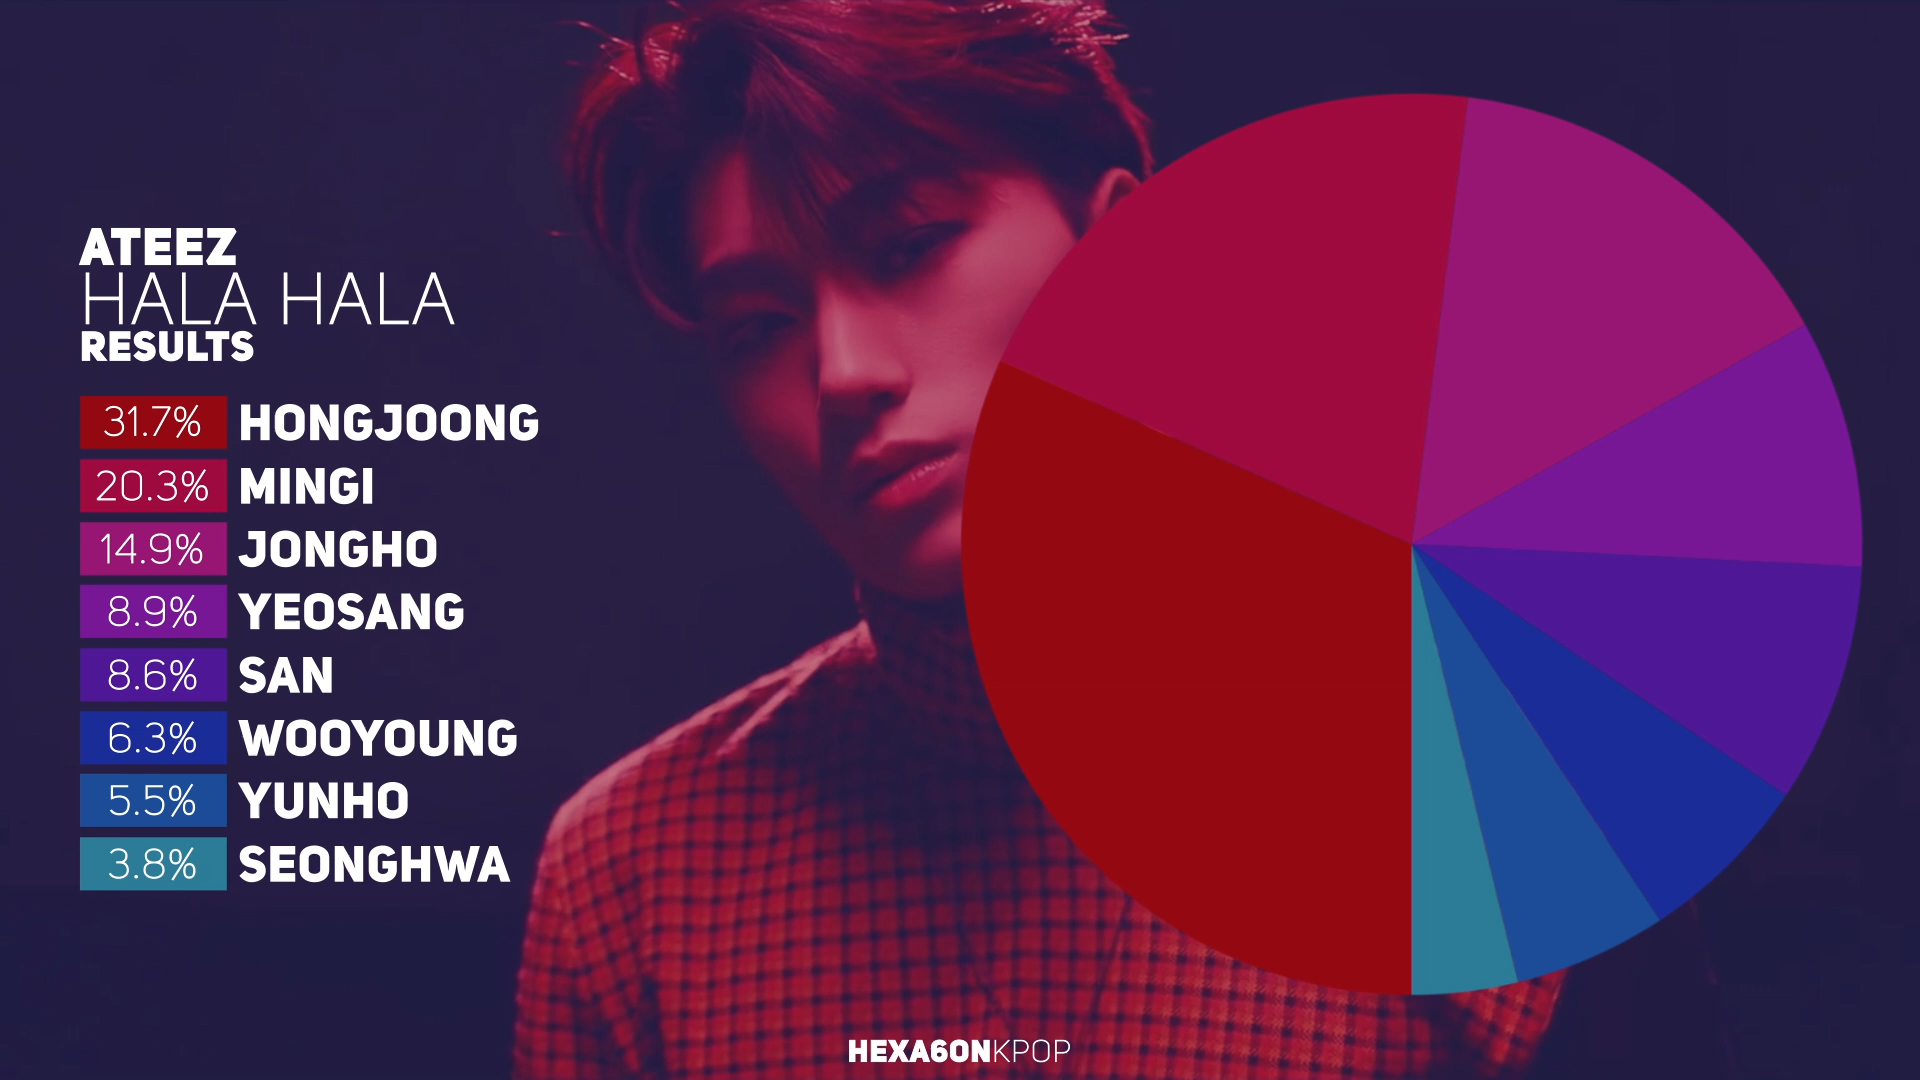 ATEEZ
HALA HALA
RESULTS
31.7% HONGJOONG
20.3% MINGI
14.9% JONGHO
8.9% YEOSANG
8.6% SAN
6.3% WOOYOUNG
5.5% YUNHO
3.8% SEONGHWA
HEXA6ONKPOP